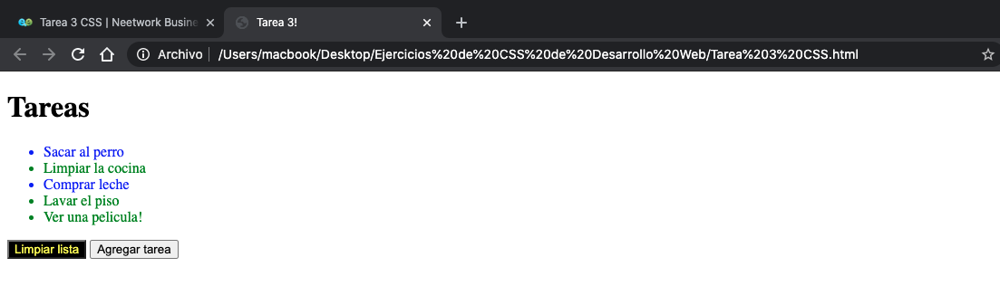 Tarea 3 CSS | Neetwork Busine
Tarea 3!
Archivo | /Users/macbook/Desktop/Ejercicios%20de%20CSS%20de%20Desarrollo%20Web/Tarea%203%20CSS.html
Tareas
• Sacar al perro
• Limpiar la cocina
• Comprar leche
• Lavar el piso
• Ver una pelicula!
Limpiar lista Agregar tarea